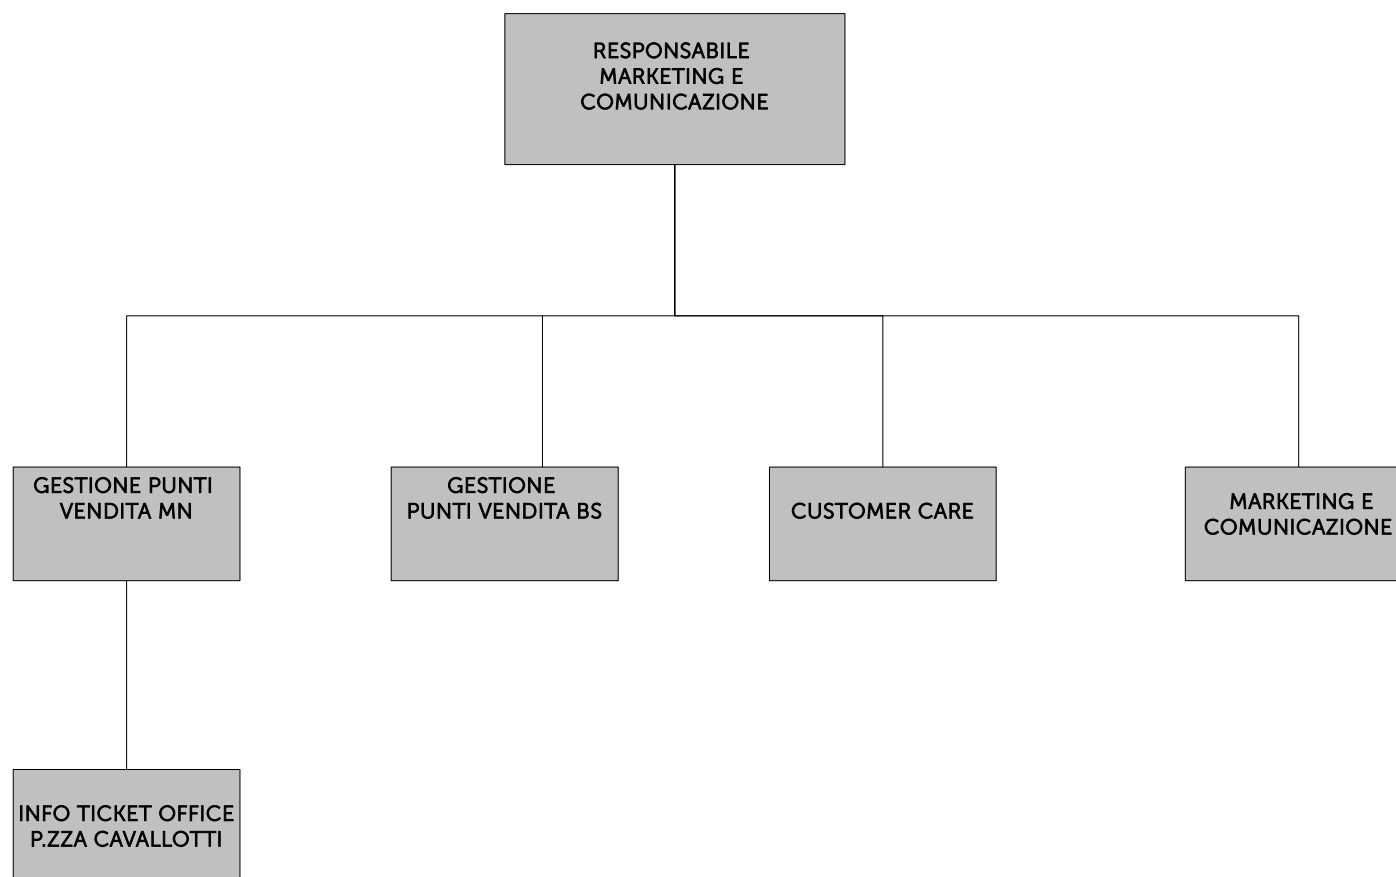 RESPONSABILE
MARKETING E
COMUNICAZIONE
GESTIONE PUNTI
VENDITA MN
GESTIONE
PUNTI VENDITA BS
CUSTOMER CARE
MARKETING E
COMUNICAZIONE
INFO TICKET OFFICE
P.ZZA CAVALLOTTI